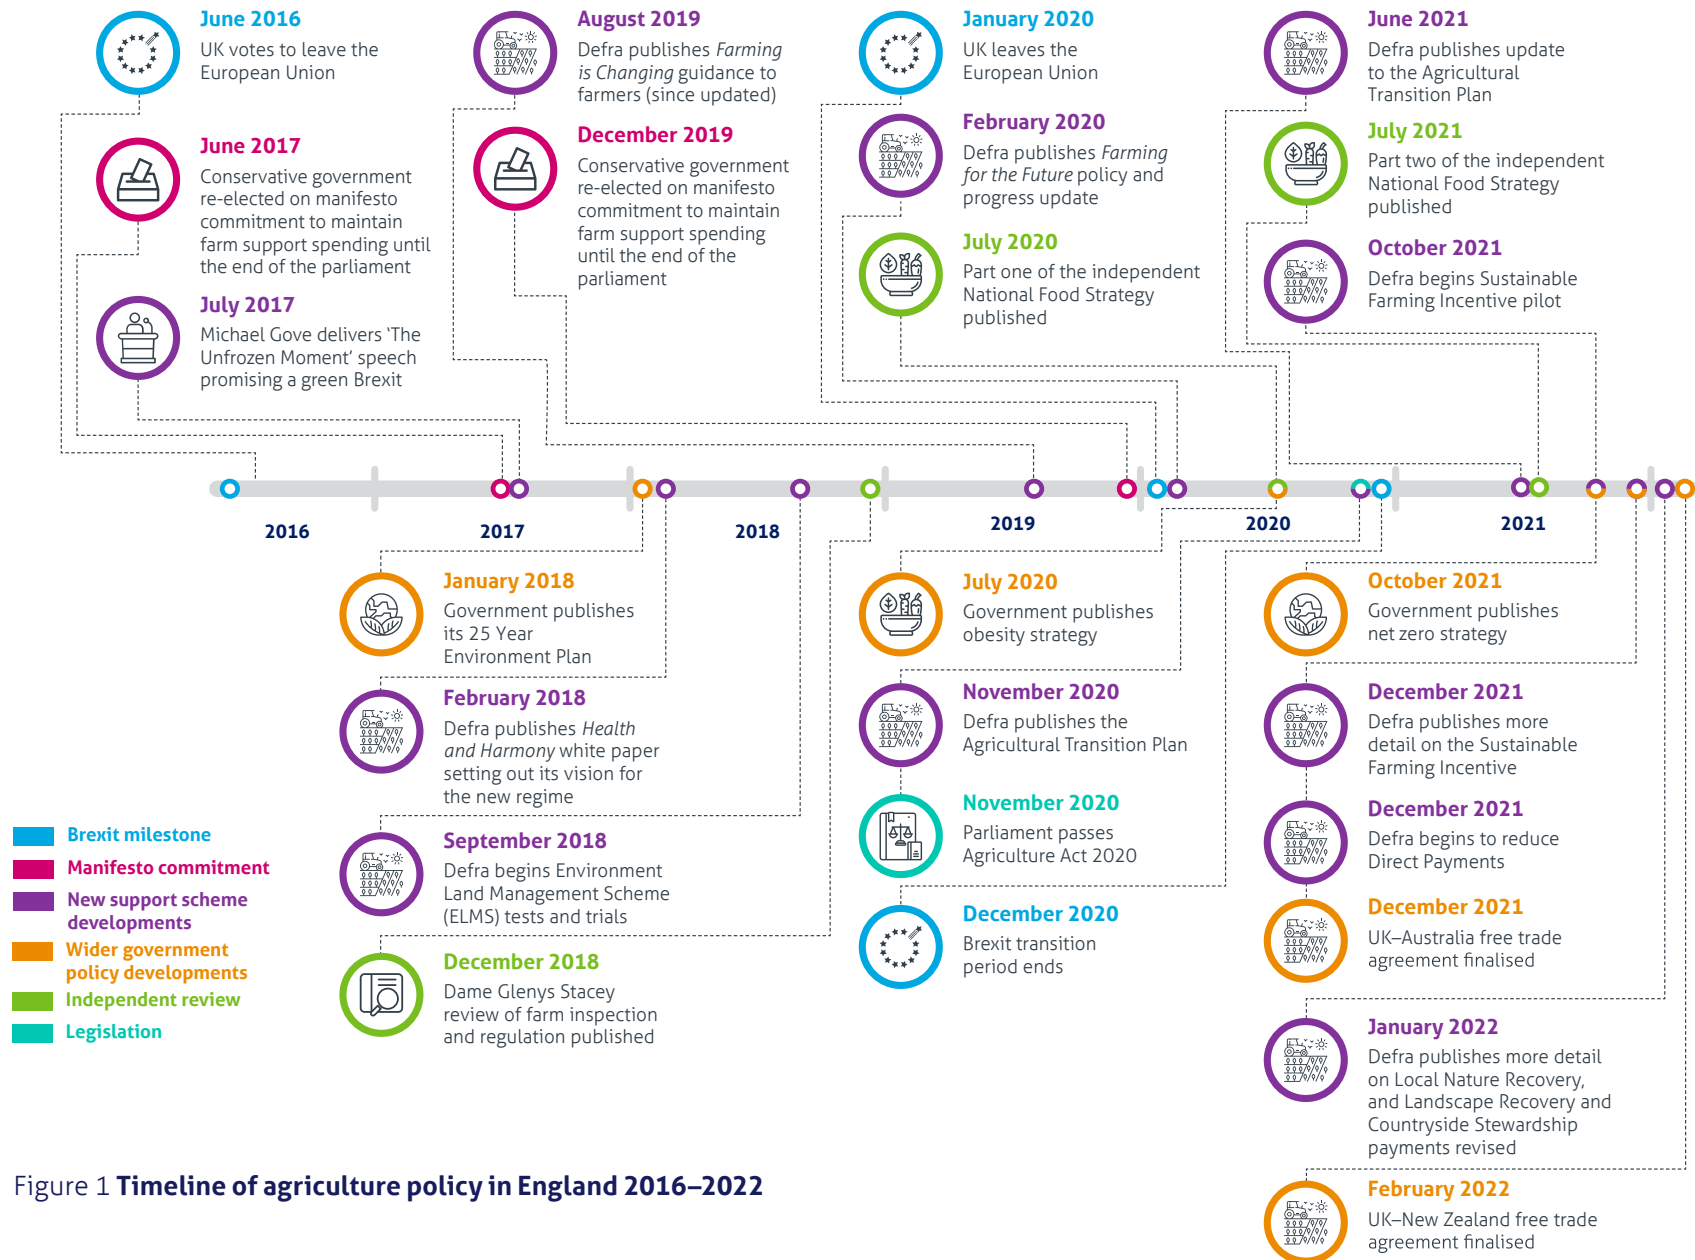 June 2016
UK votes to leave the
European Union
June 2017
Conservative government
re-elected on manifesto
commitment to maintain
farm support spending until
the end of the parliament
July 2017
Michael Gove delivers ‘The
Unfrozen Moment’ speech
promising a green Brexit
August 2019
Defra publishes Farming
is Changing guidance to
farmers (since updated)
December 2019
Conservative government
re-elected on manifesto
commitment to maintain
farm support spending
until the end of the
parliament
January 2020
UK leaves the
European Union
February 2020
Defra publishes Farming
for the Future policy and
progress update
July 2020
Part one of the independent
National Food Strategy
published
June 2021
Defra publishes update
to the Agricultural
Transition Plan
July 2021
Part two of the independent
National Food Strategy
published
October 2021
Defra begins Sustainable
Farming Incentive pilot
2016
2017
2018
2019
2020
2021
January 2018
Government publishes
its 25 Year
Environment Plan
February 2018
Defra publishes Health
and Harmony white paper
setting out its vision for
the new regime
September 2018
Defra begins Environment
Land Management Scheme
(ELMS) tests and trials
December 2018
Dame Glenys Stacey
review of farm inspection
and regulation published
July 2020
Government publishes
obesity strategy
November 2020
Defra publishes the
Agricultural Transition Plan
November 2020
Parliament passes
Agriculture Act 2020
December 2020
Brexit transition
period ends
October 2021
Government publishes
net zero strategy
December 2021
Defra publishes more
detail on the Sustainable
Farming Incentive
December 2021
Defra begins to reduce
Direct Payments
December 2021
UK–Australia free trade
agreement finalised
January 2022
Defra publishes more detail
on Local Nature Recovery,
and Landscape Recovery and
Countryside Stewardship
payments revised
February 2022
UK–New Zealand free trade
agreement finalised
Brexit milestone
Manifesto commitment
New support scheme
developments
Wider government
policy developments
Independent review
Legislation
Figure 1 Timeline of agriculture policy in England 2016–2022